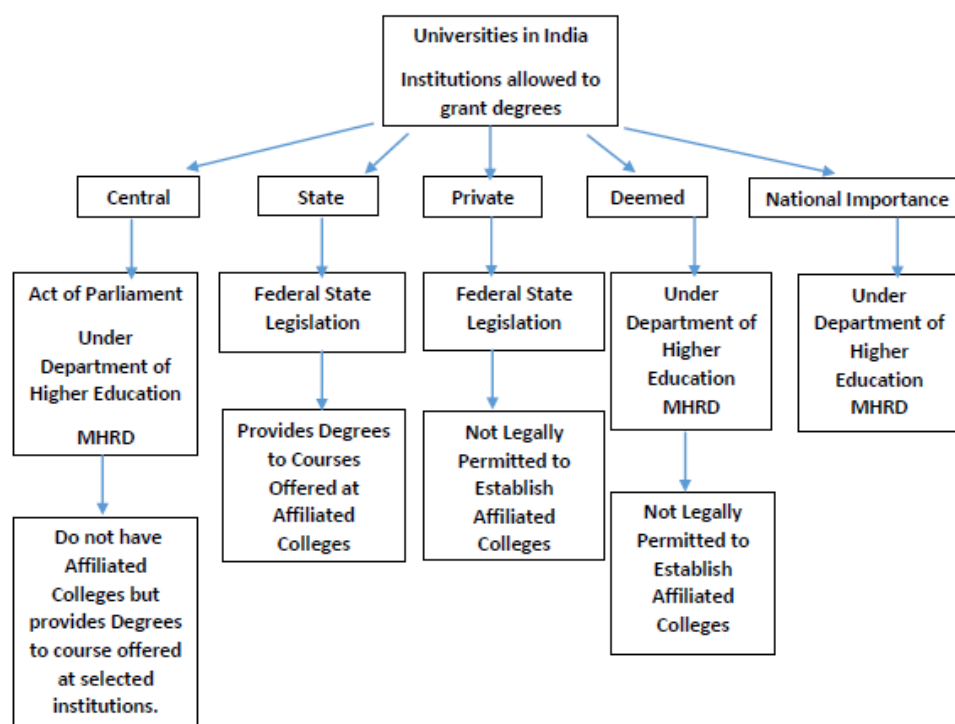 Universities in India
Institutions allowed to
grant degrees
Central
State
Private
Deemed
National Importance
Act of Parliament
Under
Department of
Higher Education
MHRD
Federal State
Legislation
Federal State
Legislation
Under
Department of
Higher
Education
MHRD
Under
Department of
Higher
Education
MHRD
Provides Degrees
to Courses
Offered at
Affiliated
Colleges
Not Legally
Permitted to
Establish
Affiliated
Colleges
Not Legally
Permitted to
Establish
Affiliated
Colleges
Do not have
Affiliated
Colleges but
provides Degrees
to course offered
at selected
institutions.